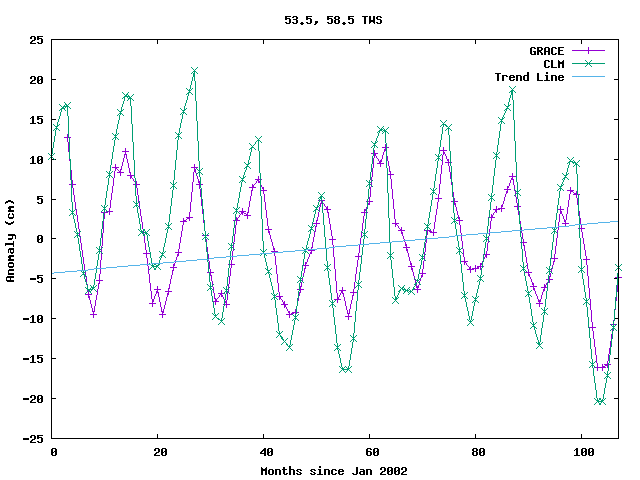 53.5, 58.5 TWS
GRACE
CLM
Trend Line
Anomaly (cm)
25
20
15
10
5
0
-5
-10
-15
-20
-25
0 20 40 60 80 100
Months since Jan 2002